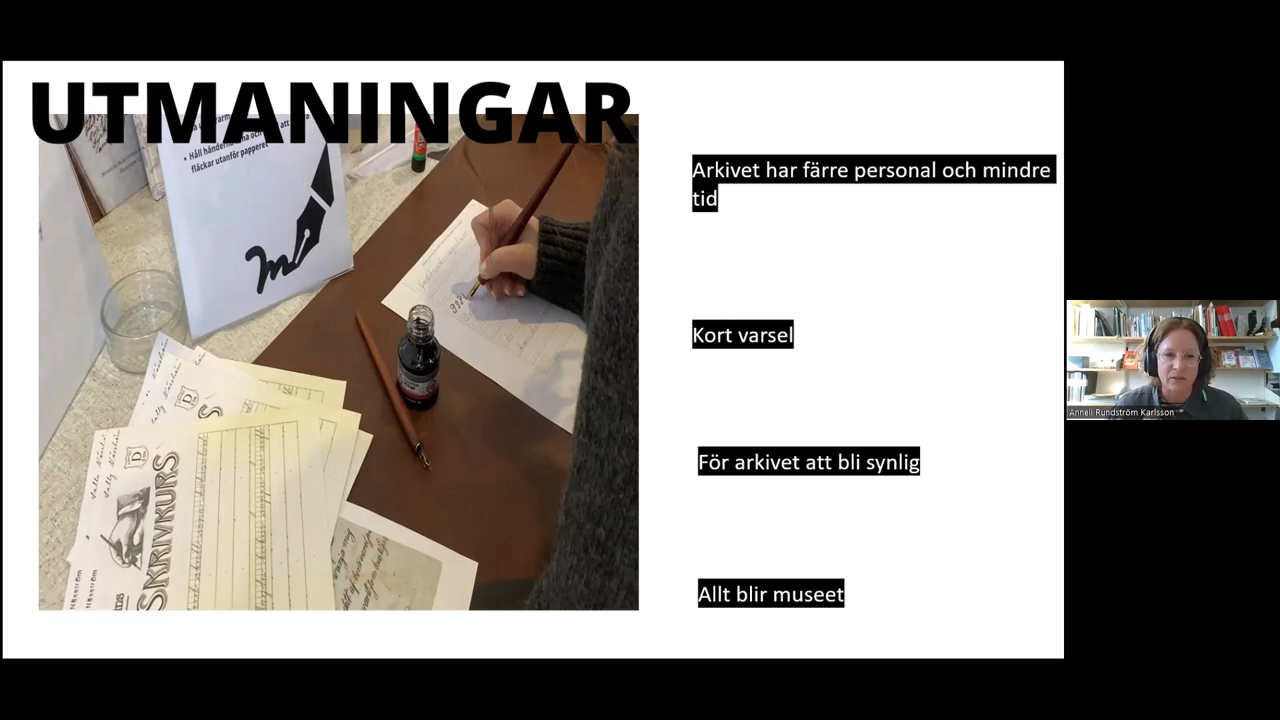 UTMANINGAR
• Håll händerna
fläckar utanför papperet
SKRIVKURS
Arkivet har färre personal och mindre
tid
Kort varsel
För arkivet att bli synlig
Allt blir museet
Anneli Rundström Karlsson